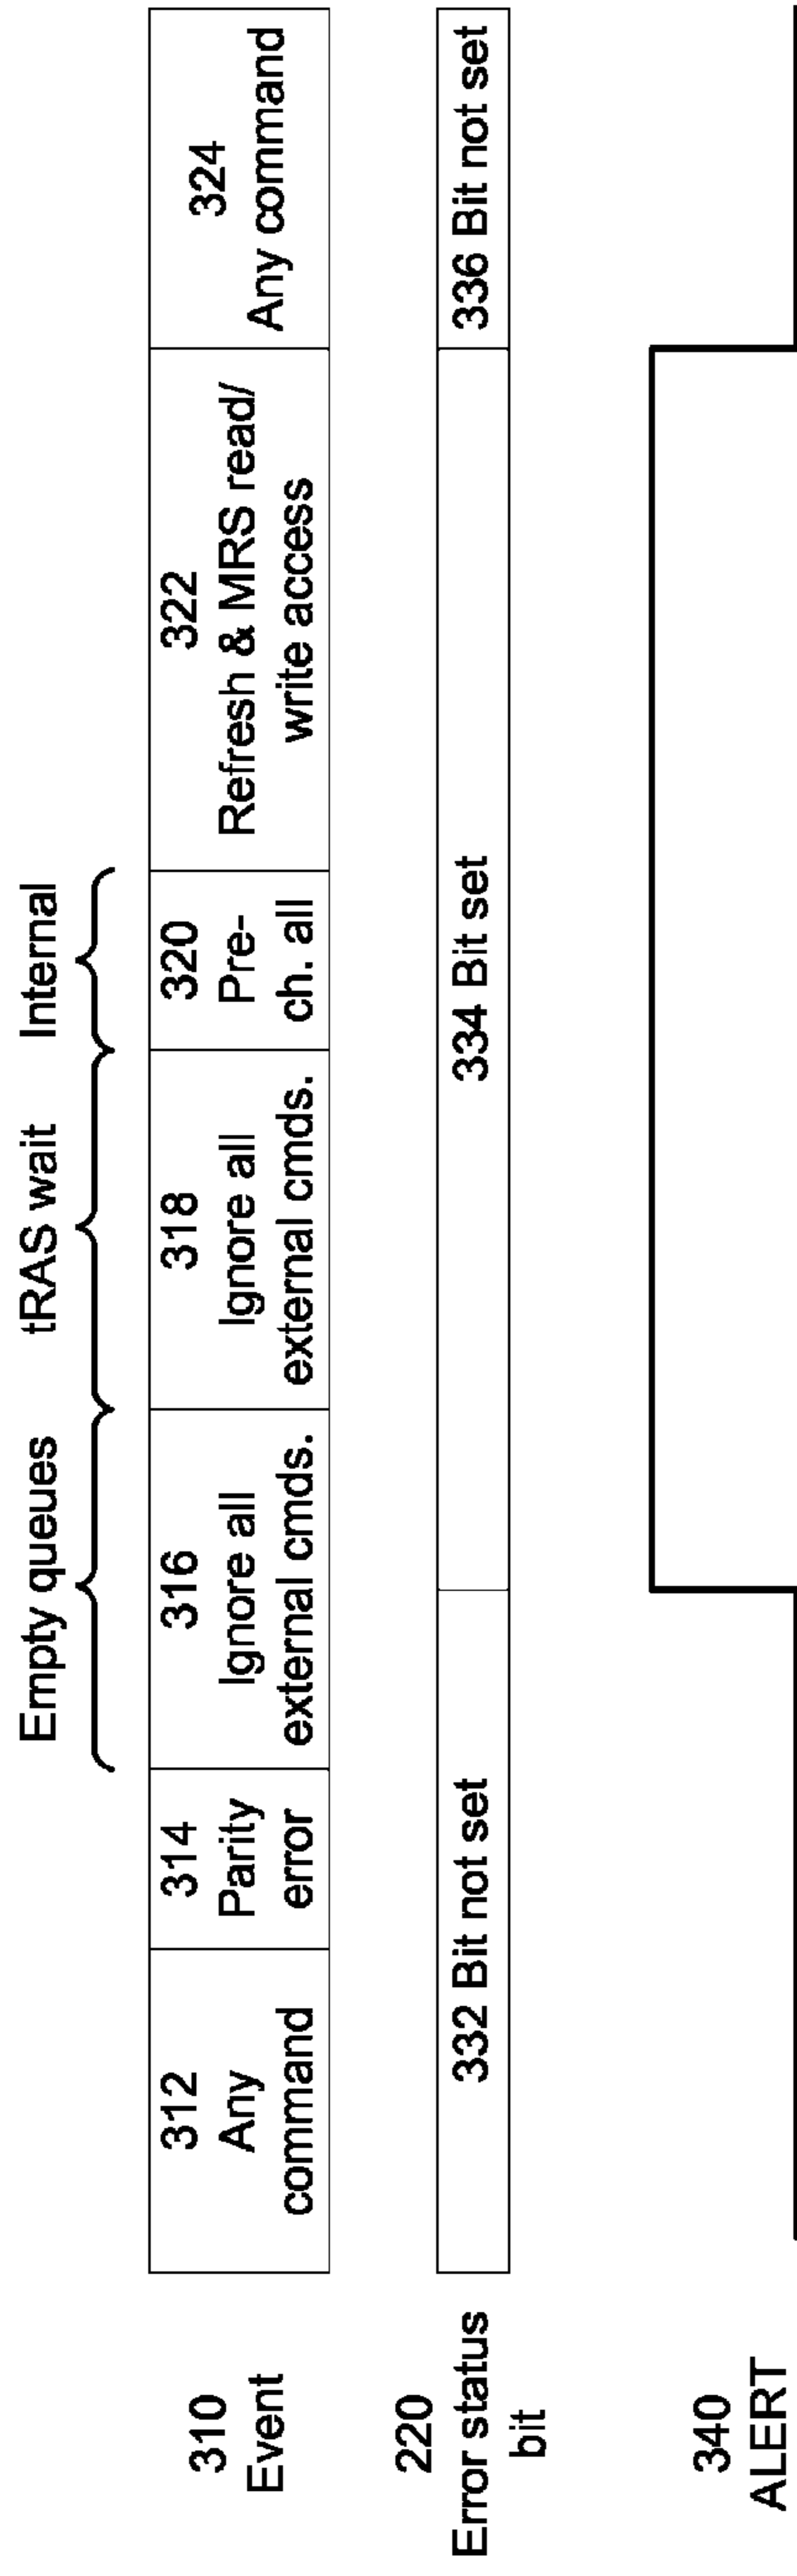 Empty queues
tRAS wait
Internal
310
Event
312
Any
command
314
Parity
error
316
Ignore all
external cmds.
318
Ignore all
external cmds.
320
Pre-
ch. all
322
Refresh & MRS read/
write access
324
Any command
220
Error status
bit
332 Bit not set
334 Bit set
336 Bit not set
340
ALERT